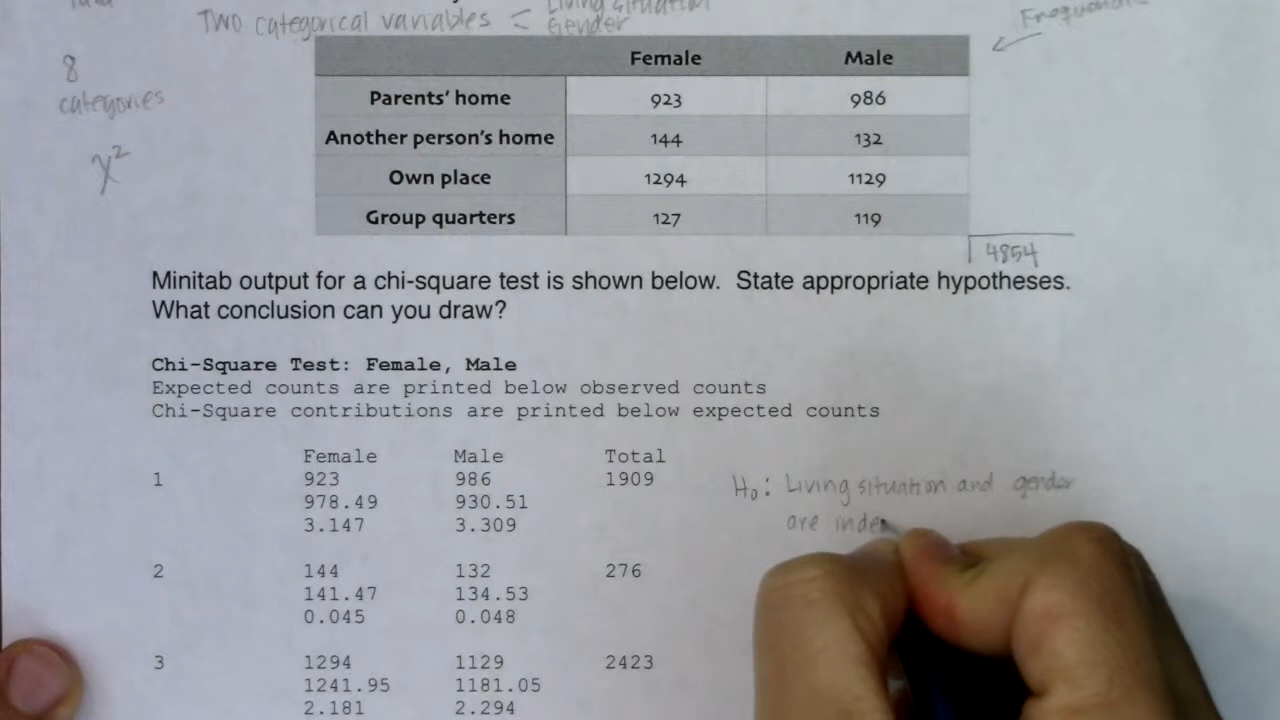 Living situation
Two categorical variables < Gender
8
categories
χ²
Female Male
Parents' home 923 986
Another person's home 144 132
Own place 1294 1129
Group quarters 127 119
4854
Minitab output for a chi-square test is shown below. State appropriate hypotheses.
What conclusion can you draw?
Chi-Square Test: Female, Male
Expected counts are printed below observed counts
Chi-Square contributions are printed below expected counts
Female Male Total
1 923 986 1909
978.49 930.51
3.147 3.309
H₀: Living situation and gender
are inde
2 144 132 276
141.47 134.53
0.045 0.048
3 1294 1129 2423
1241.95 1181.05
2.181 2.294